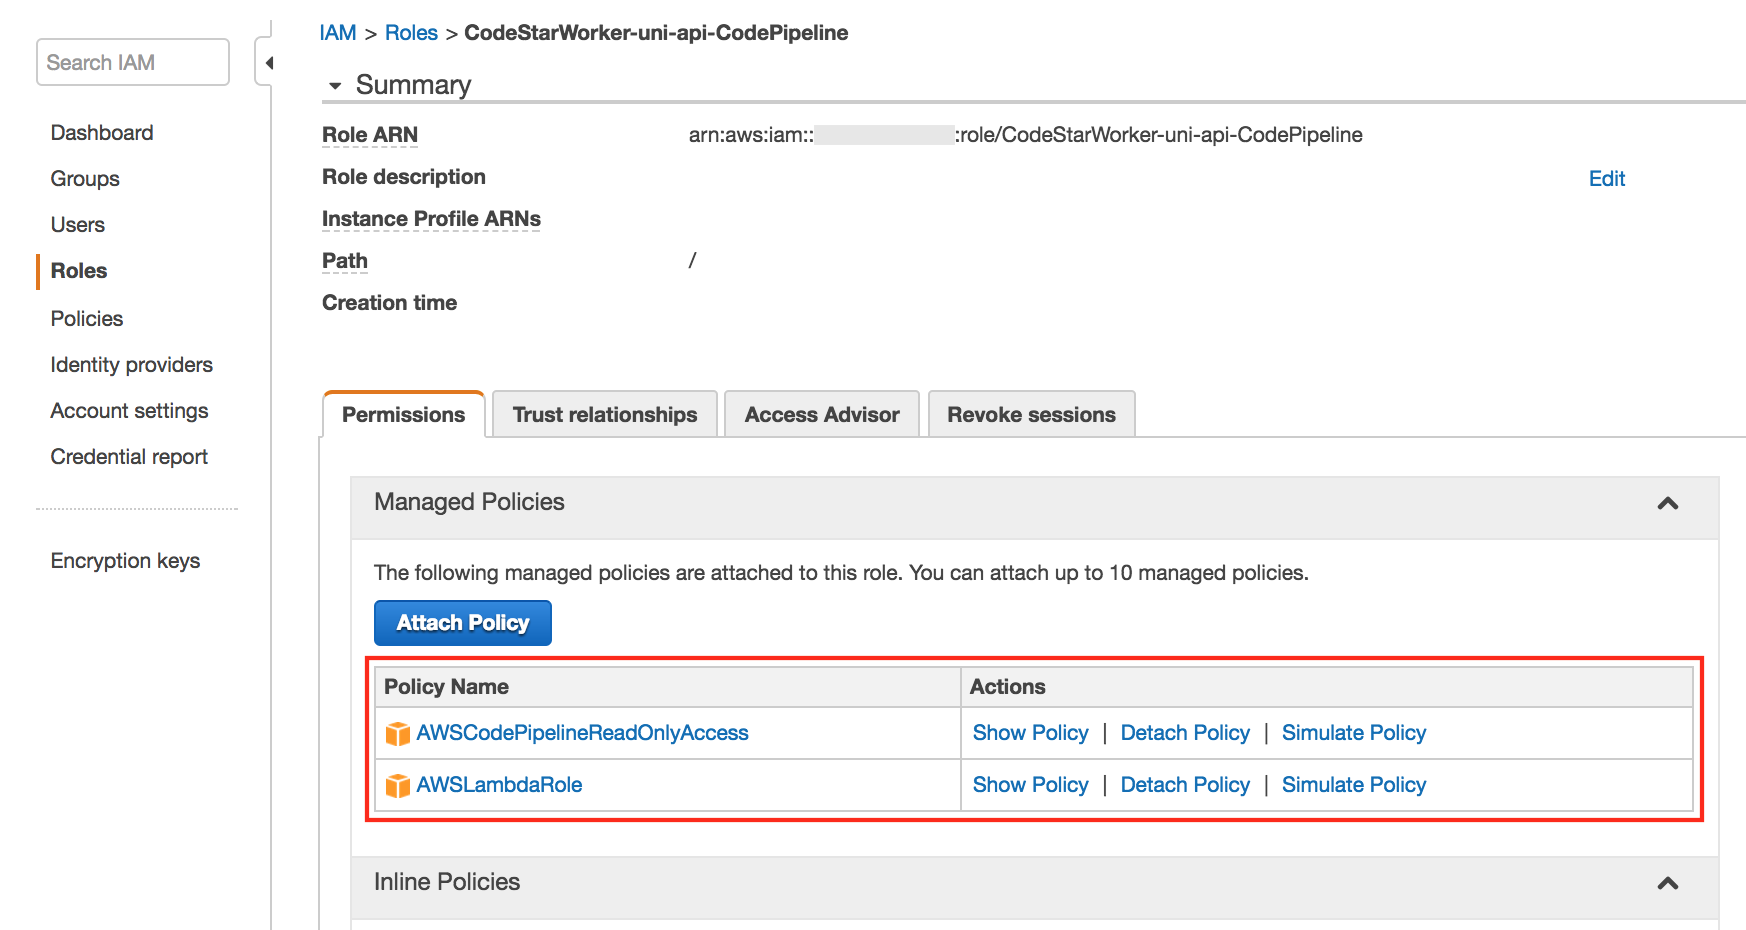 Search IAM
Dashboard
Groups
Users
Roles
Policies
Identity providers
Account settings
Credential report
Encryption keys
IAM > Roles > CodeStarWorker-uni-api-CodePipeline
Summary
Role ARN arn:aws:iam:: :role/CodeStarWorker-uni-api-CodePipeline
Role description Edit
Instance Profile ARNs
Path /
Creation time
Permissions Trust relationships Access Advisor Revoke sessions
Managed Policies
The following managed policies are attached to this role. You can attach up to 10 managed policies.
Attach Policy
Policy Name Actions
AWSCodePipelineReadOnlyAccess Show Policy | Detach Policy | Simulate Policy
AWSLambdaRole Show Policy | Detach Policy | Simulate Policy
Inline Policies